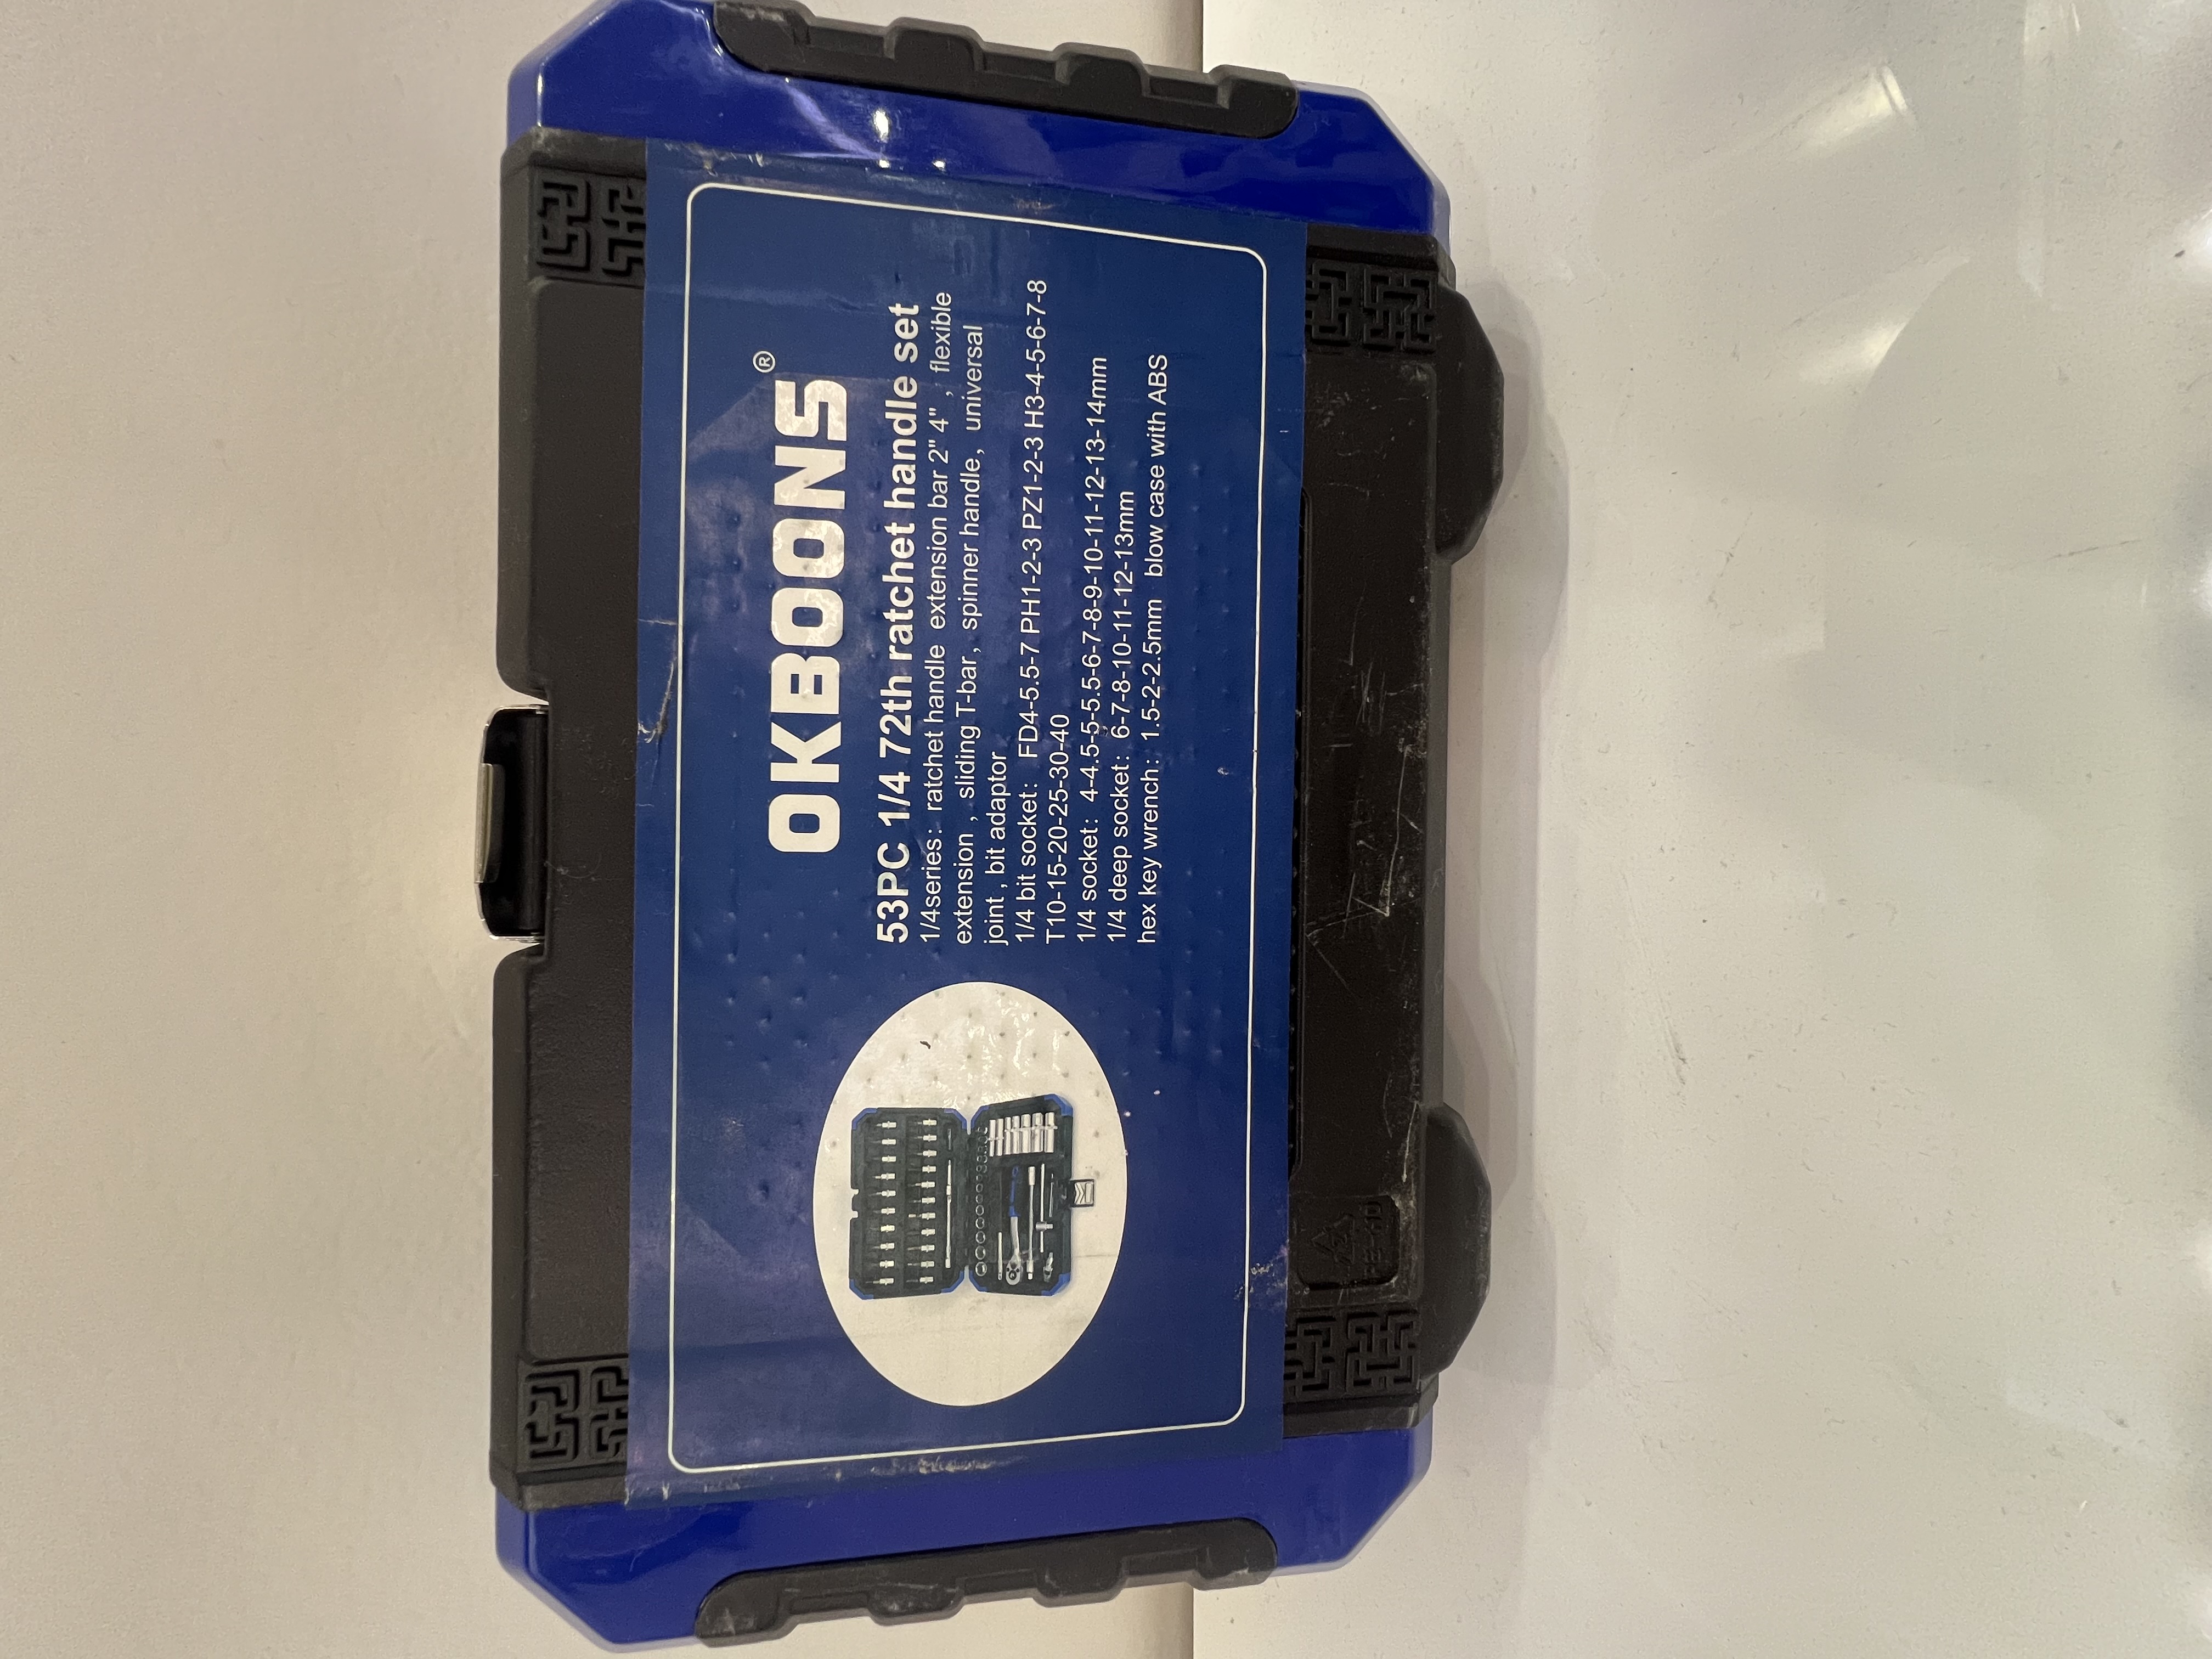 OKBOONS®
53PC 1/4 72th ratchet handle set
1/4series: ratchet handle extension bar 2" 4" , flexible
extension , sliding T-bar, spinner handle, universal
joint , bit adaptor
1/4 bit socket: FD4-5.5-7 PH1-2-3 PZ1-2-3 H3-4-5-6-7-8
T10-15-20-25-30-40
1/4 socket: 4-4.5-5-5.5-6-7-8-9-10-11-12-13-14mm
1/4 deep socket: 6-7-8-10-11-12-13mm
hex key wrench: 1.5-2-2.5mm blow case with ABS